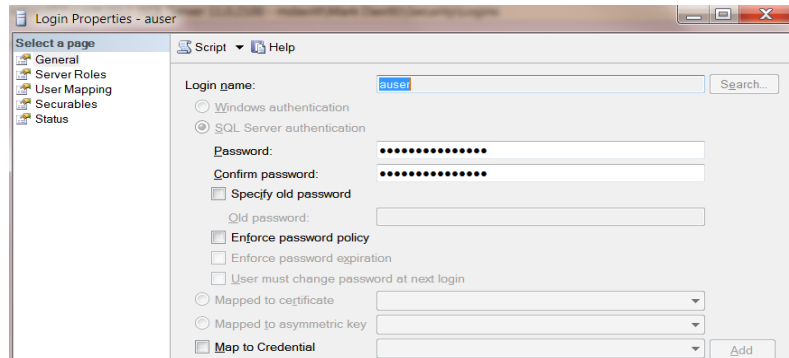 Login Properties - auser
Select a page
General
Server Roles
User Mapping
Securables
Status
Script Help
Login name: auser Search...
Windows authentication
SQL Server authentication
Password: •••••••••••••••
Confirm password: •••••••••••••••
Specify old password
Old password:
Enforce password policy
Enforce password expiration
User must change password at next login
Mapped to certificate
Mapped to asymmetric key
Map to Credential Add